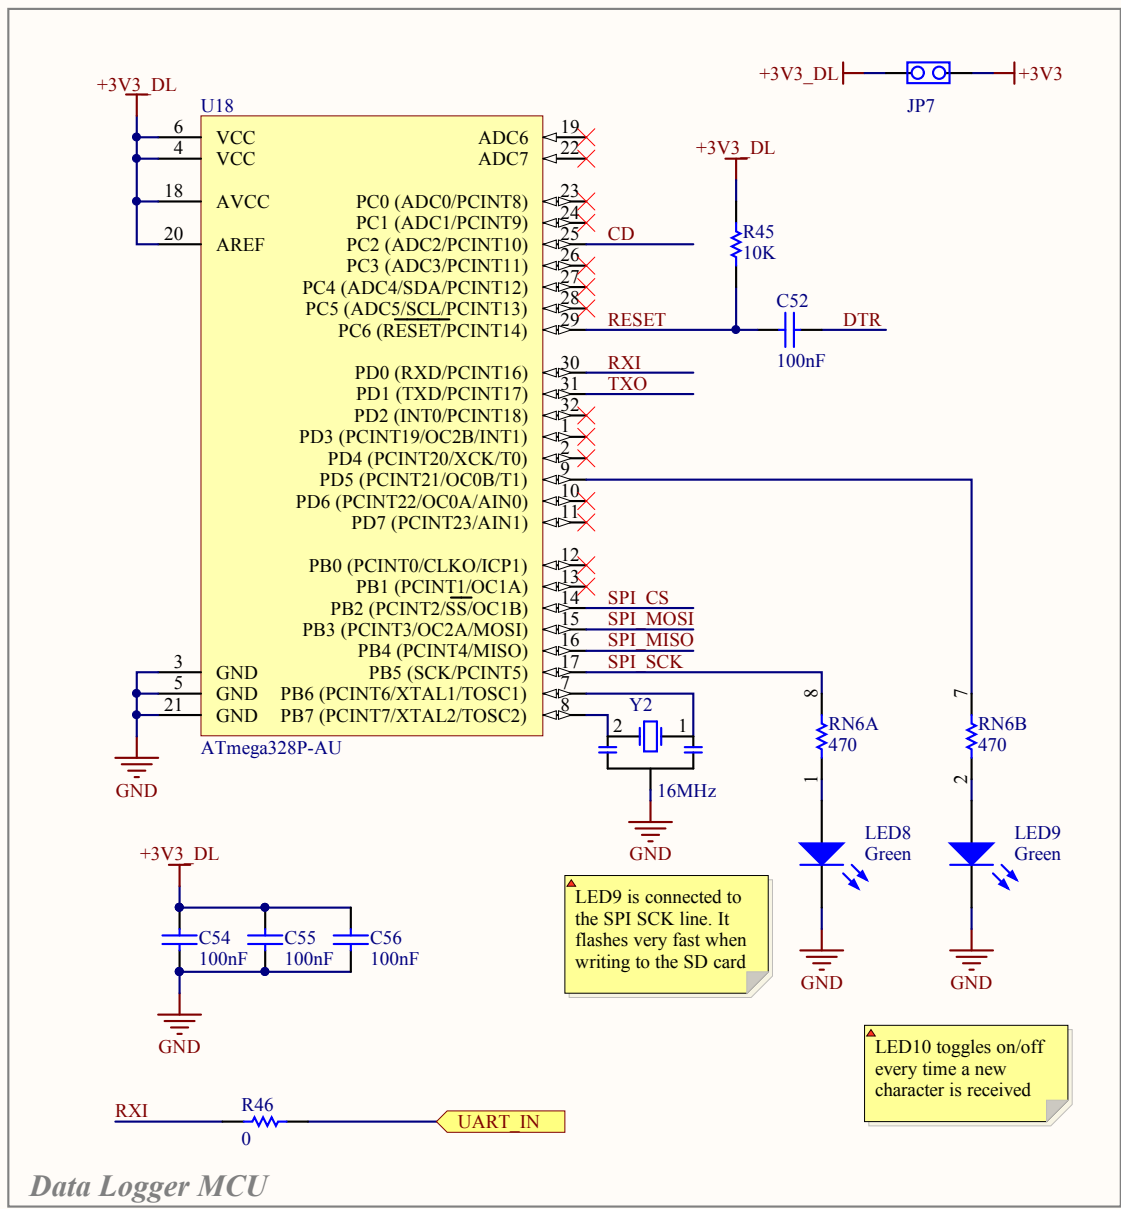 +3V3_DL
U18
6 VCC
4 VCC
18 AVCC
20 AREF
3 GND
5 GND
21 GND
GND
ATmega328P-AU
ADC6 19
ADC7 22
PC0 (ADC0/PCINT8) 23
PC1 (ADC1/PCINT9) 24
PC2 (ADC2/PCINT10) 25 CD
PC3 (ADC3/PCINT11) 26
PC4 (ADC4/SDA/PCINT12) 27
PC5 (ADC5/SCL/PCINT13) 28
PC6 (RESET/PCINT14) 29 RESET
PD0 (RXD/PCINT16) 30 RXI
PD1 (TXD/PCINT17) 31 TXO
PD2 (INT0/PCINT18) 32
PD3 (PCINT19/OC2B/INT1) 1
PD4 (PCINT20/XCK/T0) 2
PD5 (PCINT21/OC0B/T1) 9
PD6 (PCINT22/OC0A/AIN0) 10
PD7 (PCINT23/AIN1) 11
PB0 (PCINT0/CLKO/ICP1) 12
PB1 (PCINT1/OC1A) 13
PB2 (PCINT2/SS/OC1B) 14 SPI_CS
PB3 (PCINT3/OC2A/MOSI) 15 SPI_MOSI
PB4 (PCINT4/MISO) 16 SPI_MISO
PB5 (SCK/PCINT5) 17 SPI_SCK
PB6 (PCINT6/XTAL1/TOSC1) 7
PB7 (PCINT7/XTAL2/TOSC2) 8
+3V3_DL +3V3
JP7
+3V3_DL
R45
10K
C52
100nF
DTR
Y2
2 1
16MHz
GND
8
RN6A
470
1
LED8
Green
GND
7
RN6B
470
2
LED9
Green
GND
+3V3_DL
C54
100nF
C55
100nF
C56
100nF
GND
LED9 is connected to
the SPI SCK line. It
flashes very fast when
writing to the SD card
LED10 toggles on/off
every time a new
character is received
RXI
R46
0
UART_IN
Data Logger MCU